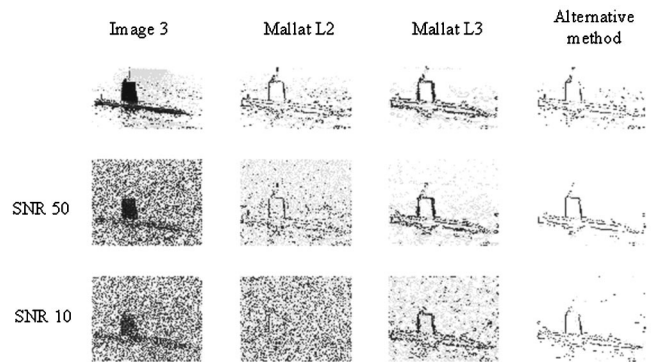 Image 3
Mallat L2
Mallat L3
Alternative
method
SNR 50
SNR 10